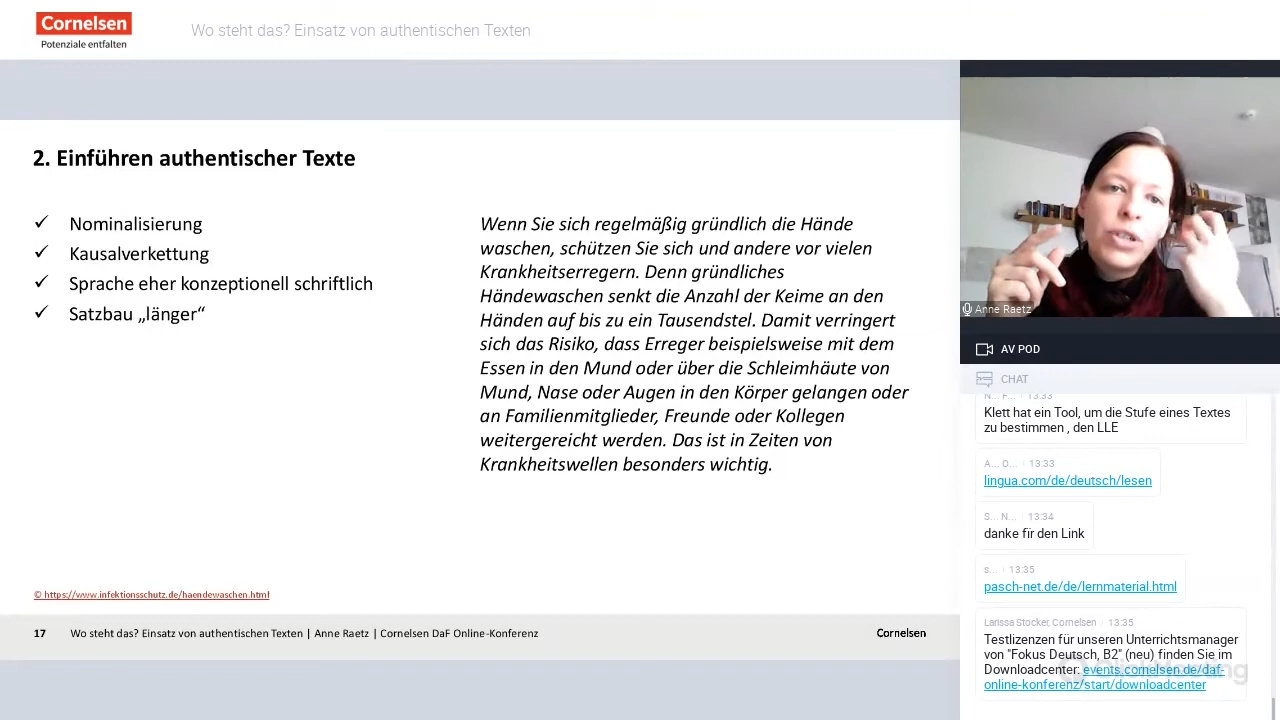 Cornelsen
Potenziale entfalten
Wo steht das? Einsatz von authentischen Texten
2. Einführen authentischer Texte
✓ Nominalisierung
✓ Kausalverkettung
✓ Sprache eher konzeptionell schriftlich
✓ Satzbau „länger“
Wenn Sie sich regelmäßig gründlich die Hände
waschen, schützen Sie sich und andere vor vielen
Krankheitserregern. Denn gründliches
Händewaschen senkt die Anzahl der Keime an den
Händen auf bis zu ein Tausendstel. Damit verringert
sich das Risiko, dass Erreger beispielsweise mit dem
Essen in den Mund oder über die Schleimhäute von
Mund, Nase oder Augen in den Körper gelangen oder
an Familienmitglieder, Freunde oder Kollegen
weitergereicht werden. Das ist in Zeiten von
Krankheitswellen besonders wichtig.
© https://www.infektionsschutz.de/haendewaschen.html
17 Wo steht das? Einsatz von authentischen Texten | Anne Raetz | Cornelsen DaF Online-Konferenz
Cornelsen
Anne Raetz
AV POD
CHAT
N... F... 13:33
Klett hat ein Tool, um die Stufe eines Textes
zu bestimmen , den LLE
A... O... 13:33
lingua.com/de/deutsch/lesen
S... N... 13:34
danke fïr den Link
s... 13:35
pasch-net.de/de/lernmaterial.html
Larissa Stocker, Cornelsen 13:35
Testlizenzen für unseren Unterrichtsmanager
von "Fokus Deutsch, B2" (neu) finden Sie im
Downloadcenter: events.cornelsen.de/daf-
online-konferenz/start/downloadcenter